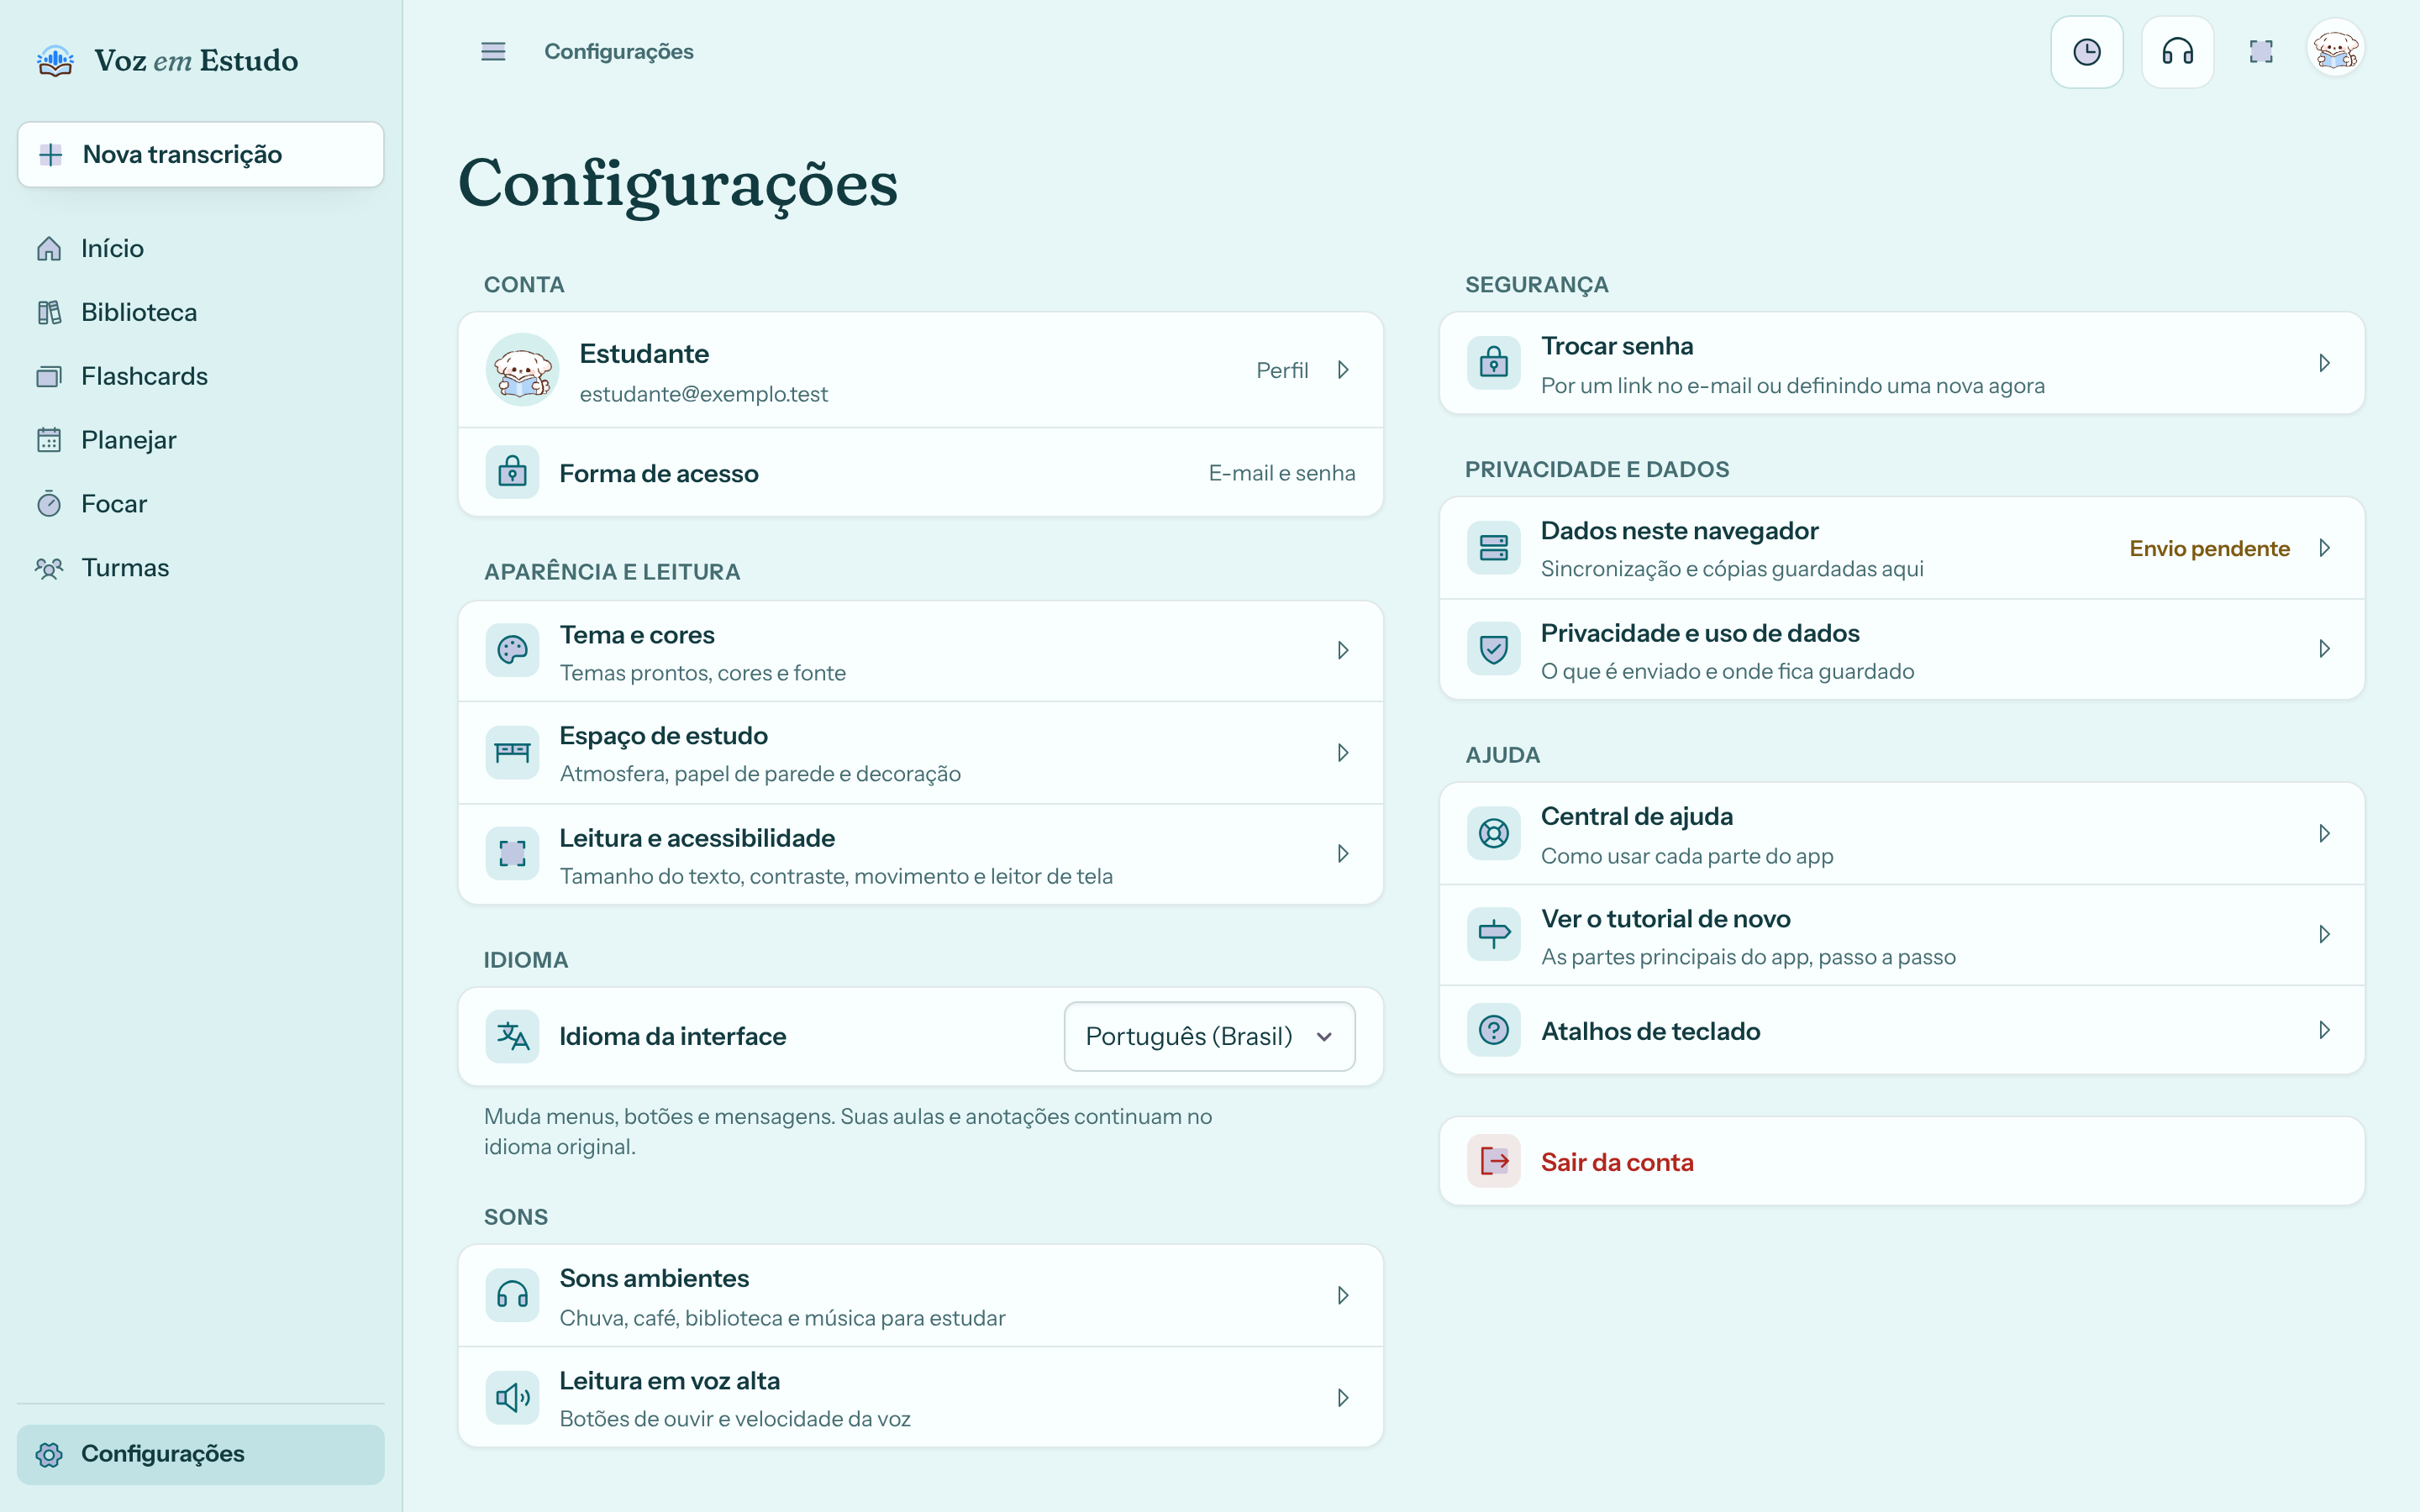 Voz em Estudo
Nova transcrição
Início
Biblioteca
Flashcards
Planejar
Focar
Turmas
Configurações
Configurações
Configurações
CONTA
Estudante
estudante@exemplo.test
Perfil
Forma de acesso
E-mail e senha
APARÊNCIA E LEITURA
Tema e cores
Temas prontos, cores e fonte
Espaço de estudo
Atmosfera, papel de parede e decoração
Leitura e acessibilidade
Tamanho do texto, contraste, movimento e leitor de tela
IDIOMA
Idioma da interface
Português (Brasil)
Muda menus, botões e mensagens. Suas aulas e anotações continuam no
idioma original.
SONS
Sons ambientes
Chuva, café, biblioteca e música para estudar
Leitura em voz alta
Botões de ouvir e velocidade da voz
SEGURANÇA
Trocar senha
Por um link no e-mail ou definindo uma nova agora
PRIVACIDADE E DADOS
Dados neste navegador
Sincronização e cópias guardadas aqui
Envio pendente
Privacidade e uso de dados
O que é enviado e onde fica guardado
AJUDA
Central de ajuda
Como usar cada parte do app
Ver o tutorial de novo
As partes principais do app, passo a passo
Atalhos de teclado
Sair da conta